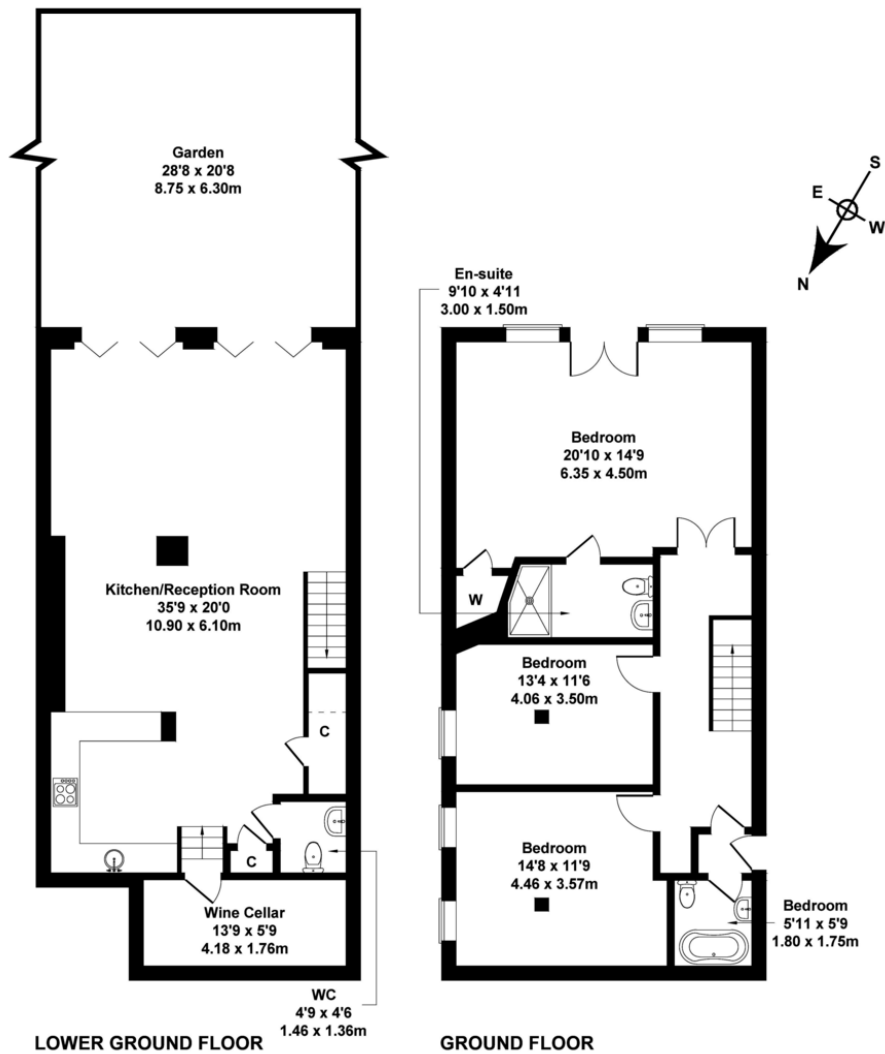 Garden
28'8 x 20'8
8.75 x 6.30m
S
E
W
N
En-suite
9'10 x 4'11
3.00 x 1.50m
Bedroom
20'10 x 14'9
6.35 x 4.50m
Kitchen/Reception Room
35'9 x 20'0
10.90 x 6.10m
W
Bedroom
13'4 x 11'6
4.06 x 3.50m
C
C
Bedroom
14'8 x 11'9
4.46 x 3.57m
Wine Cellar
13'9 x 5'9
4.18 x 1.76m
Bedroom
5'11 x 5'9
1.80 x 1.75m
WC
4'9 x 4'6
1.46 x 1.36m
LOWER GROUND FLOOR
GROUND FLOOR